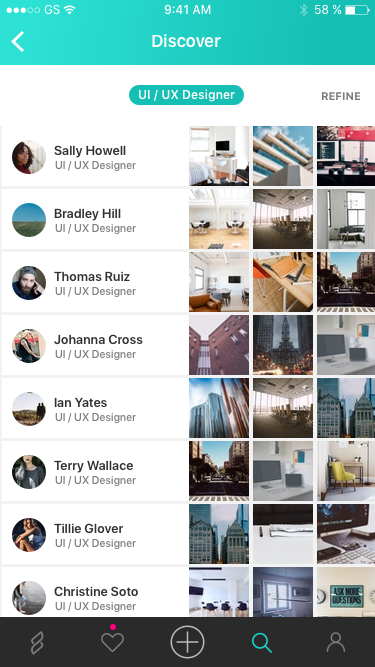 GS 9:41 AM 58 %
Discover
UI / UX Designer
REFINE
Sally Howell
UI / UX Designer
Bradley Hill
UI / UX Designer
Thomas Ruiz
UI / UX Designer
Johanna Cross
UI / UX Designer
Ian Yates
UI / UX Designer
Terry Wallace
UI / UX Designer
Tillie Glover
UI / UX Designer
Christine Soto
UI / UX Designer
ASK MORE
QUESTIONS